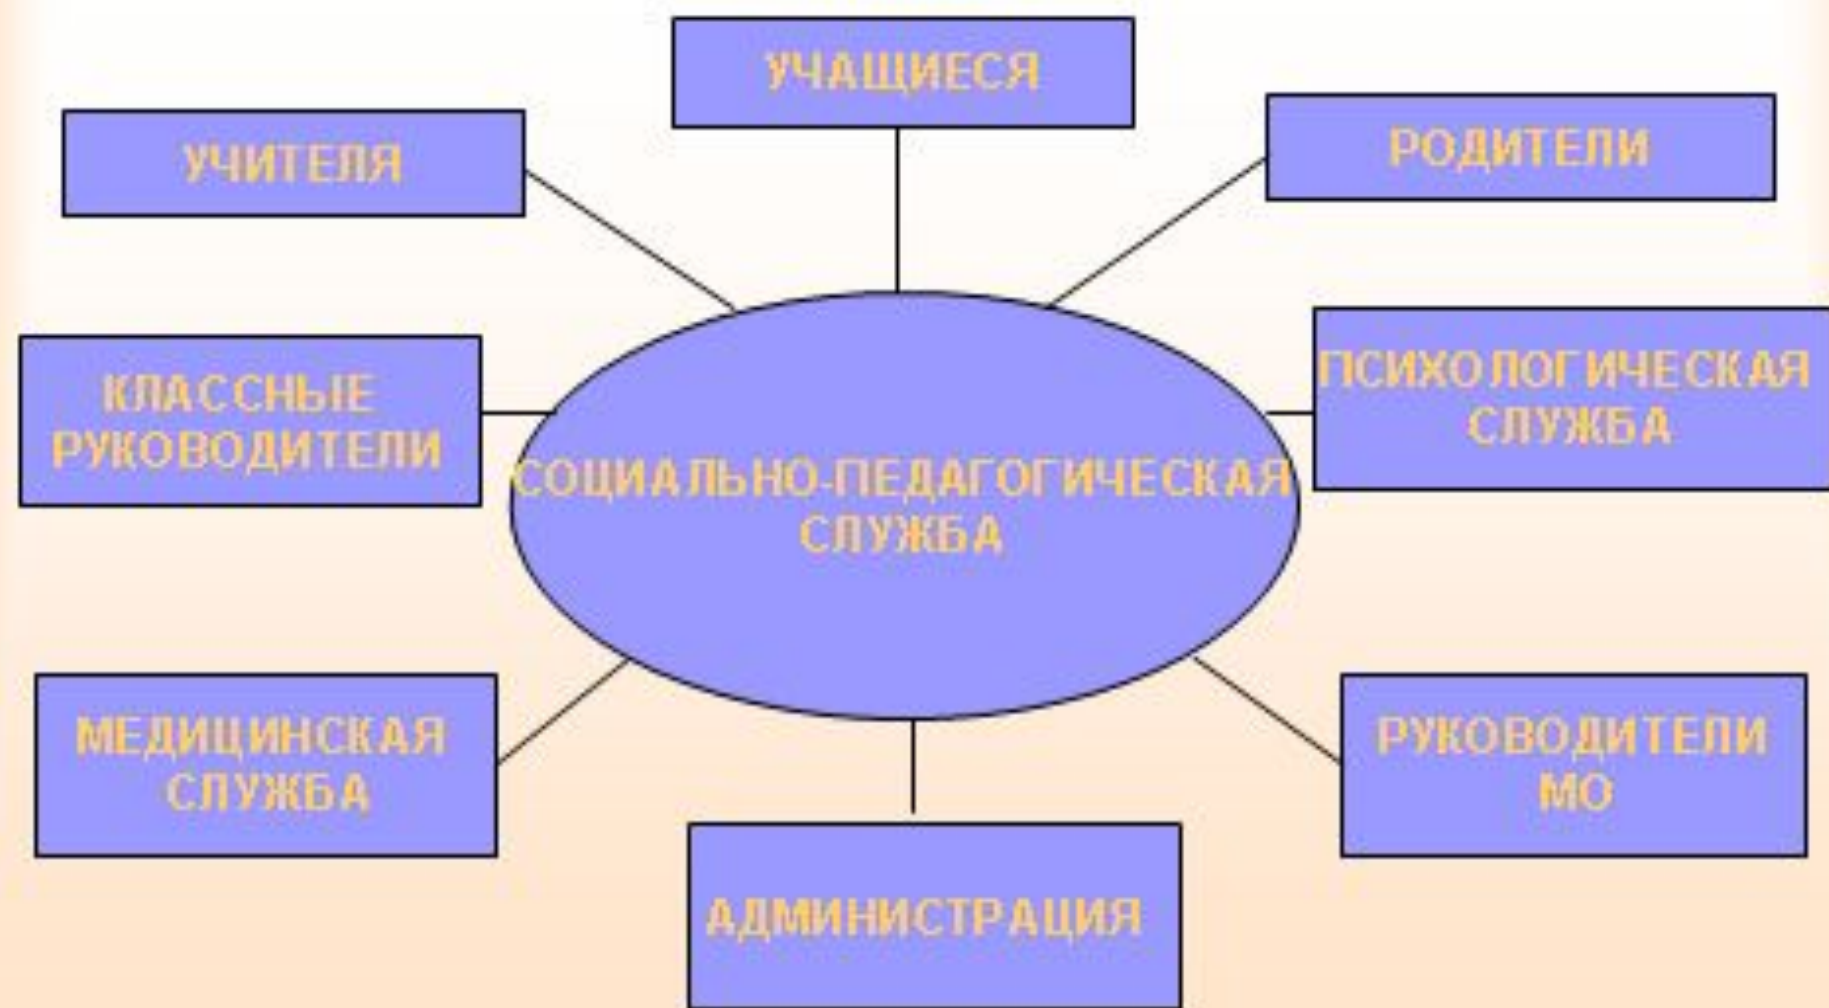 УЧАЩИЕСЯ
УЧИТЕЛЯ
РОДИТЕЛИ
КЛАССНЫЕ
РУКОВОДИТЕЛИ
ПСИХОЛОГИЧЕСКАЯ
СЛУЖБА
СОЦИАЛЬНО-ПЕДАГОГИЧЕСКАЯ
СЛУЖБА
МЕДИЦИНСКАЯ
СЛУЖБА
РУКОВОДИТЕЛИ
МО
АДМИНИСТРАЦИЯ